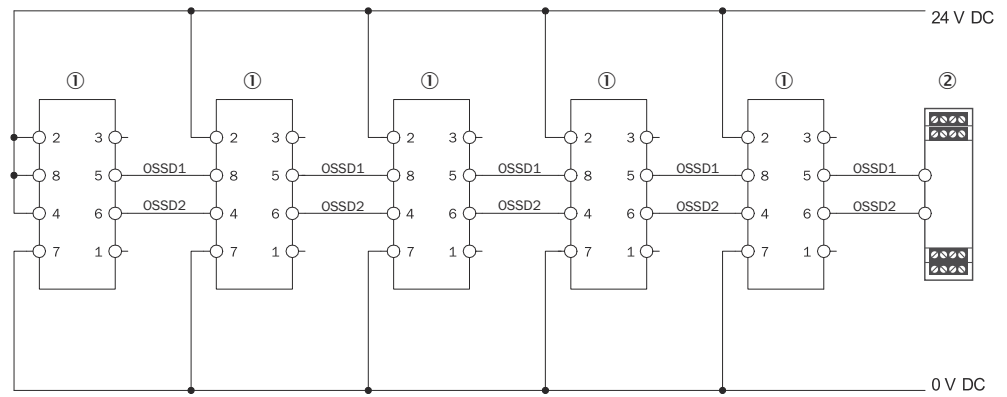 24 V DC
① ① ① ① ① ②
2 3 2 3 2 3 2 3 2 3
8 5 OSSD1 8 5 OSSD1 8 5 OSSD1 8 5 OSSD1 8 5 OSSD1
4 6 OSSD2 4 6 OSSD2 4 6 OSSD2 4 6 OSSD2 4 6 OSSD2
7 1 7 1 7 1 7 1 7 1
0 V DC